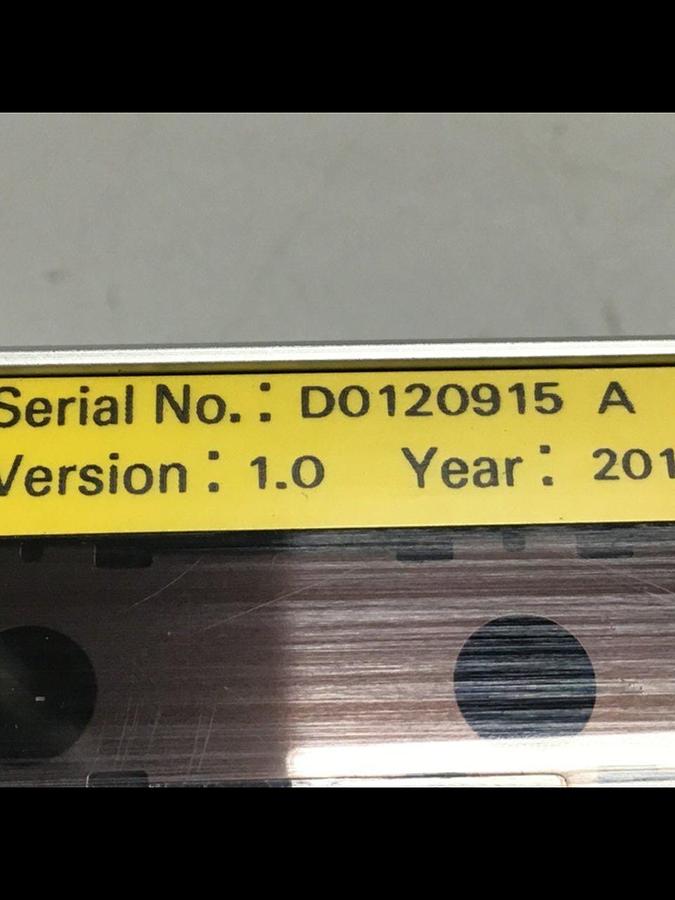 Serial No. : D0120915 A
Version : 1.0 Year : 201